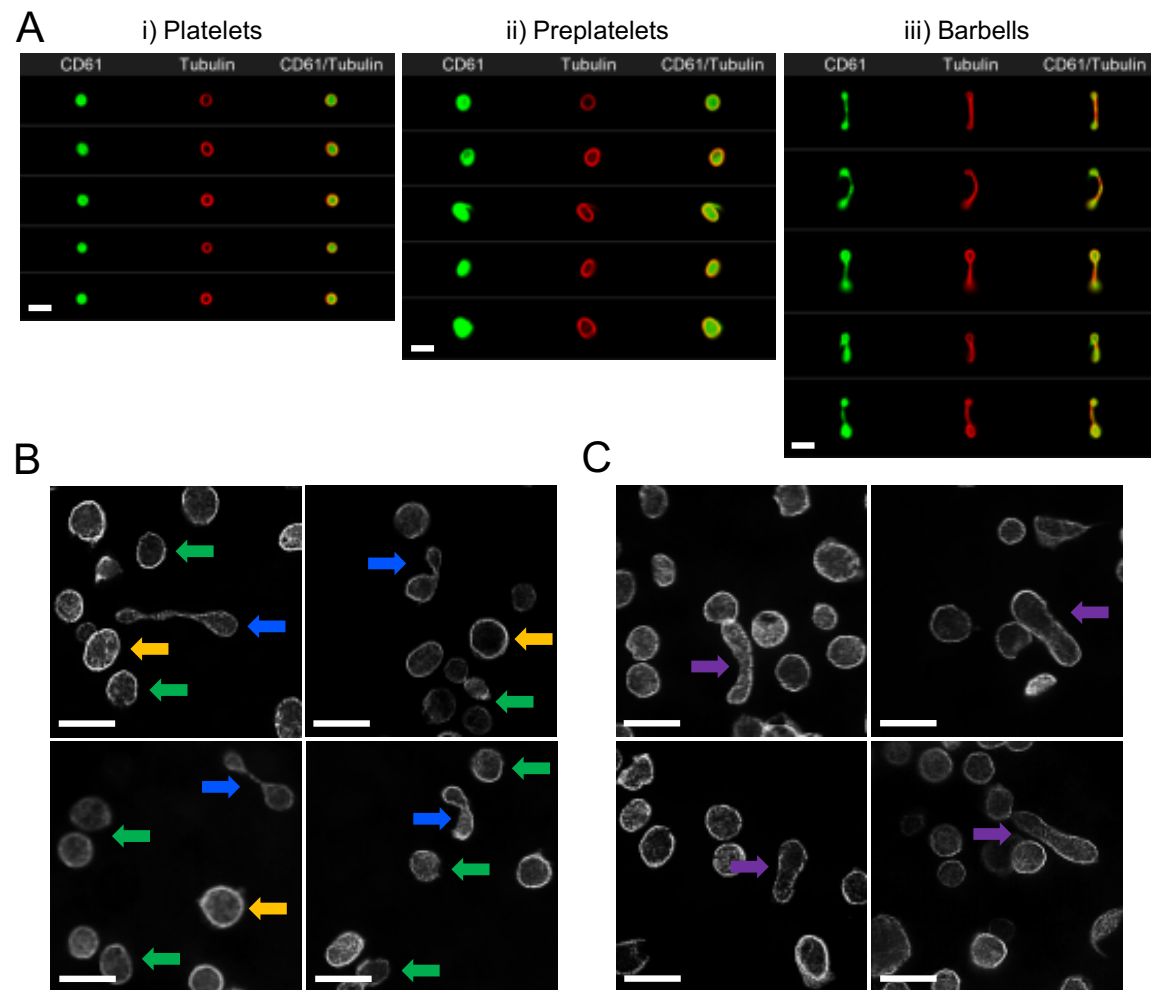 A
i) Platelets
ii) Preplatelets
iii) Barbells
CD61 Tubulin CD61/Tubulin
CD61 Tubulin CD61/Tubulin
CD61 Tubulin CD61/Tubulin
B
C